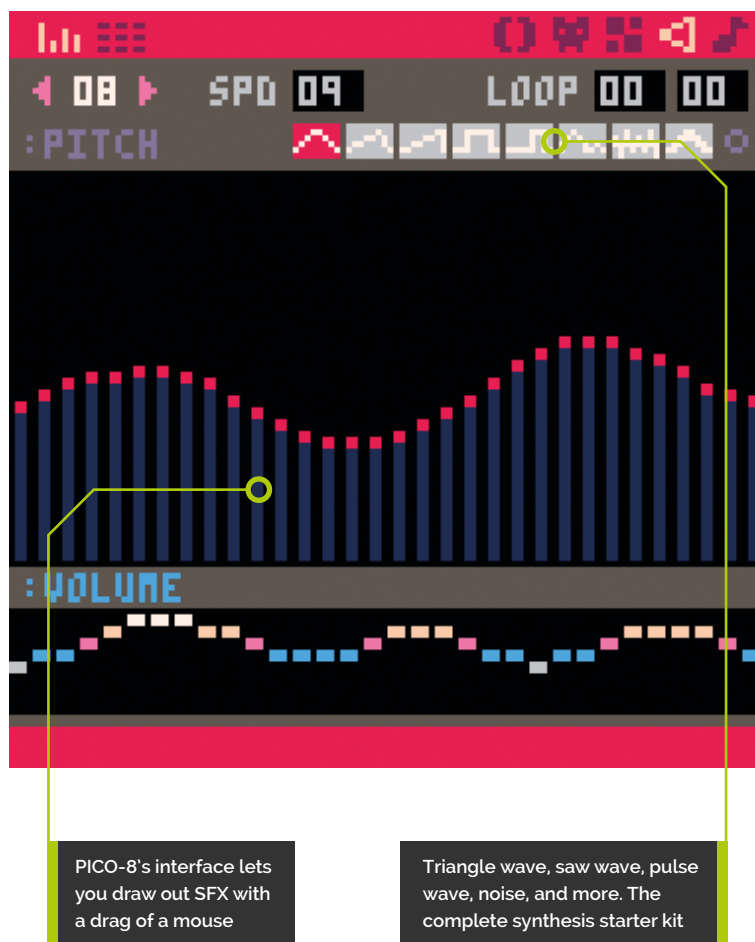 08 SPD 09 LOOP 00 00
:PITCH
:VOLUME
PICO-8’s interface lets
you draw out SFX with
a drag of a mouse
Triangle wave, saw wave, pulse
wave, noise, and more. The
complete synthesis starter kit